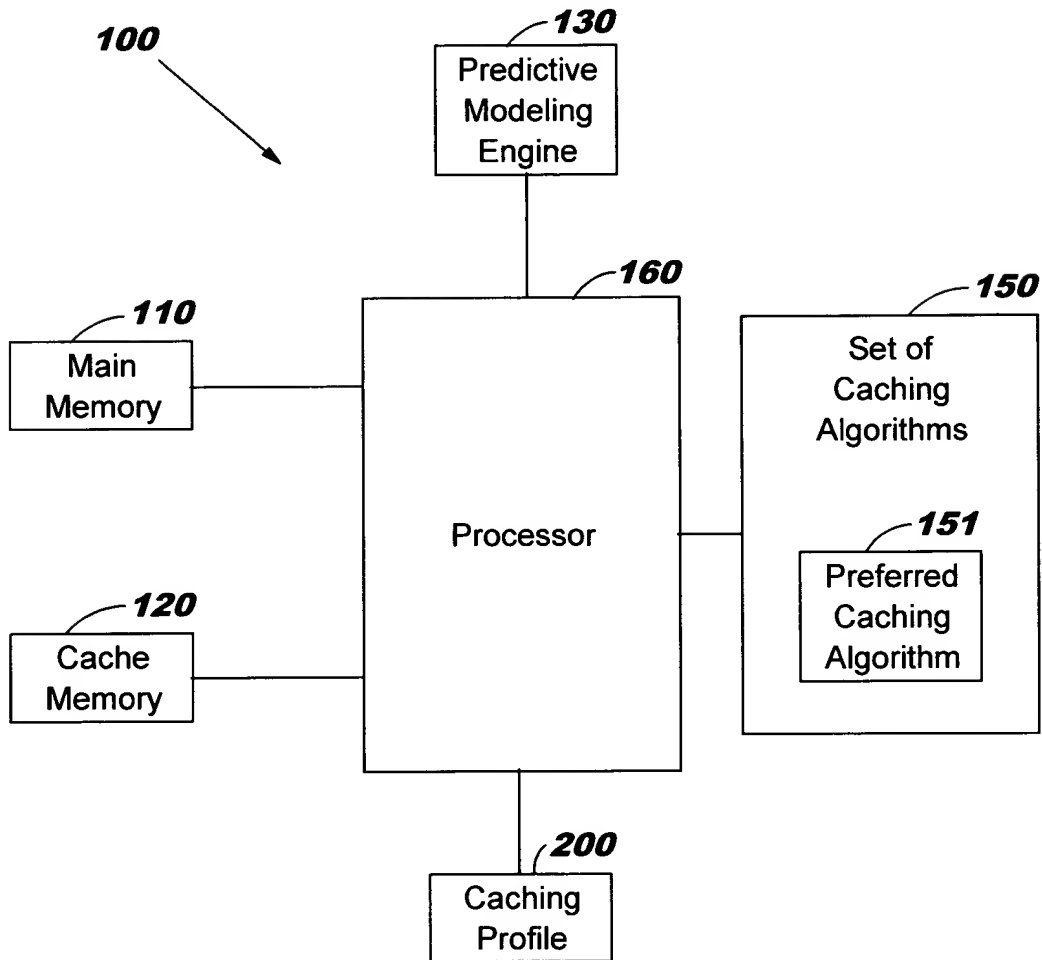 100
130
Predictive
Modeling
Engine
160
150
110
Main
Memory
Set of
Caching
Algorithms
Processor
151
Preferred
Caching
Algorithm
120
Cache
Memory
200
Caching
Profile